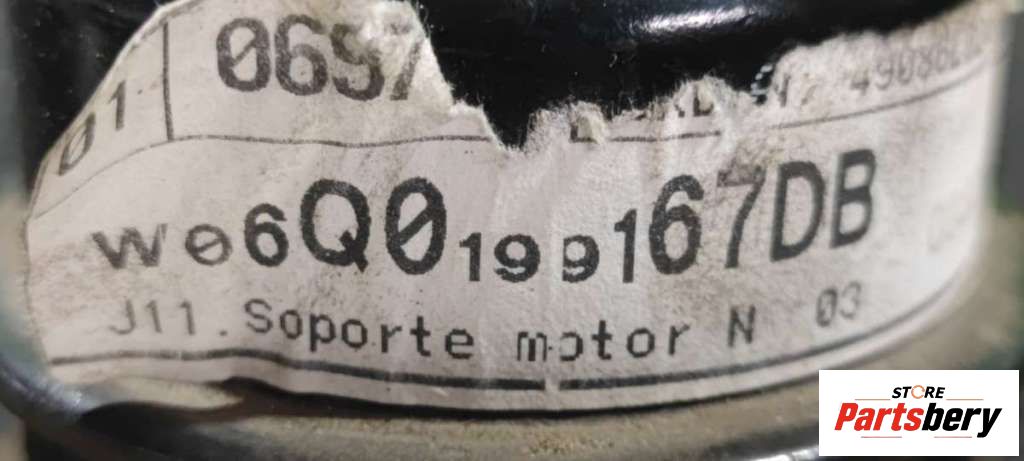 01 0697
W06Q0199167DB
J11. Soporte motor N 03
STORE
Partsbery